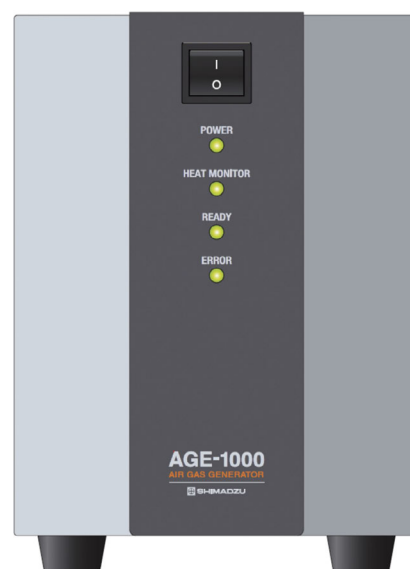 I
O
POWER
HEAT MONITOR
READY
ERROR
AGE-1000
AIR GAS GENERATOR
SHIMADZU